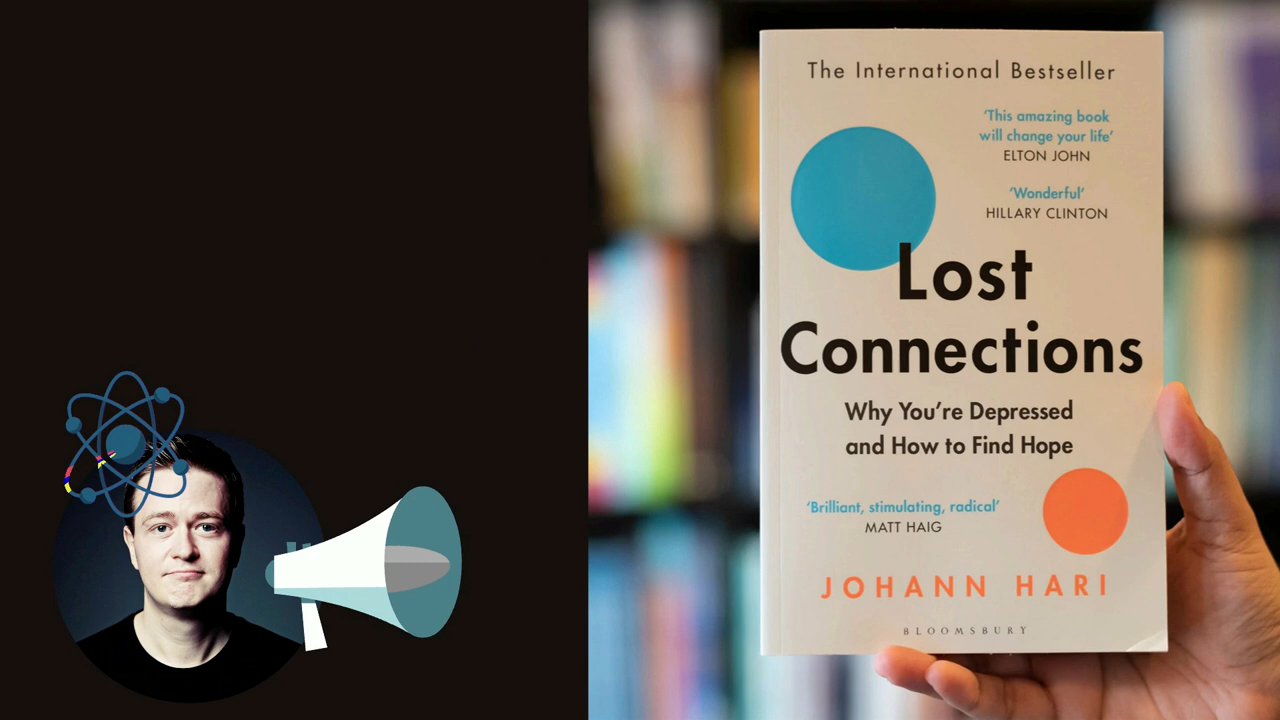 The International Bestseller
‘This amazing book
will change your life’
ELTON JOHN
‘Wonderful’
HILLARY CLINTON
Lost
Connections
Why You’re Depressed
and How to Find Hope
‘Brilliant, stimulating, radical’
MATT HAIG
JOHANN HARI
BLOOMSBURY